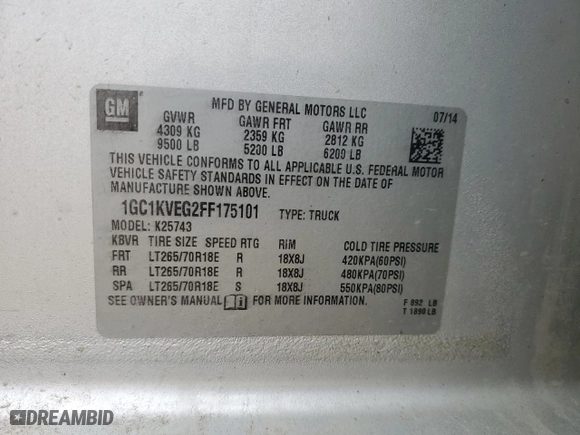 GM
MFD BY GENERAL MOTORS LLC 07/14
GVWR GAWR FRT GAWR RR
4309 KG 2359 KG 2812 KG
9500 LB 5200 LB 6200 LB
THIS VEHICLE CONFORMS TO ALL APPLICABLE U.S. FEDERAL MOTOR
VEHICLE SAFETY STANDARDS IN EFFECT ON THE DATE OF
MANUFACTURE SHOWN ABOVE.
1GC1KVEG2FF175101 TYPE: TRUCK
MODEL: K25743
KBVR TIRE SIZE SPEED RTG RIM COLD TIRE PRESSURE
FRT LT265/70R18E R 18X8J 420KPA(60PSI)
RR LT265/70R18E R 18X8J 480KPA(70PSI)
SPA LT265/70R18E S 18X8J 550KPA(80PSI)
SEE OWNER'S MANUAL FOR MORE INFORMATION.
F 892 LB
T 1890 LB
DREAMBID